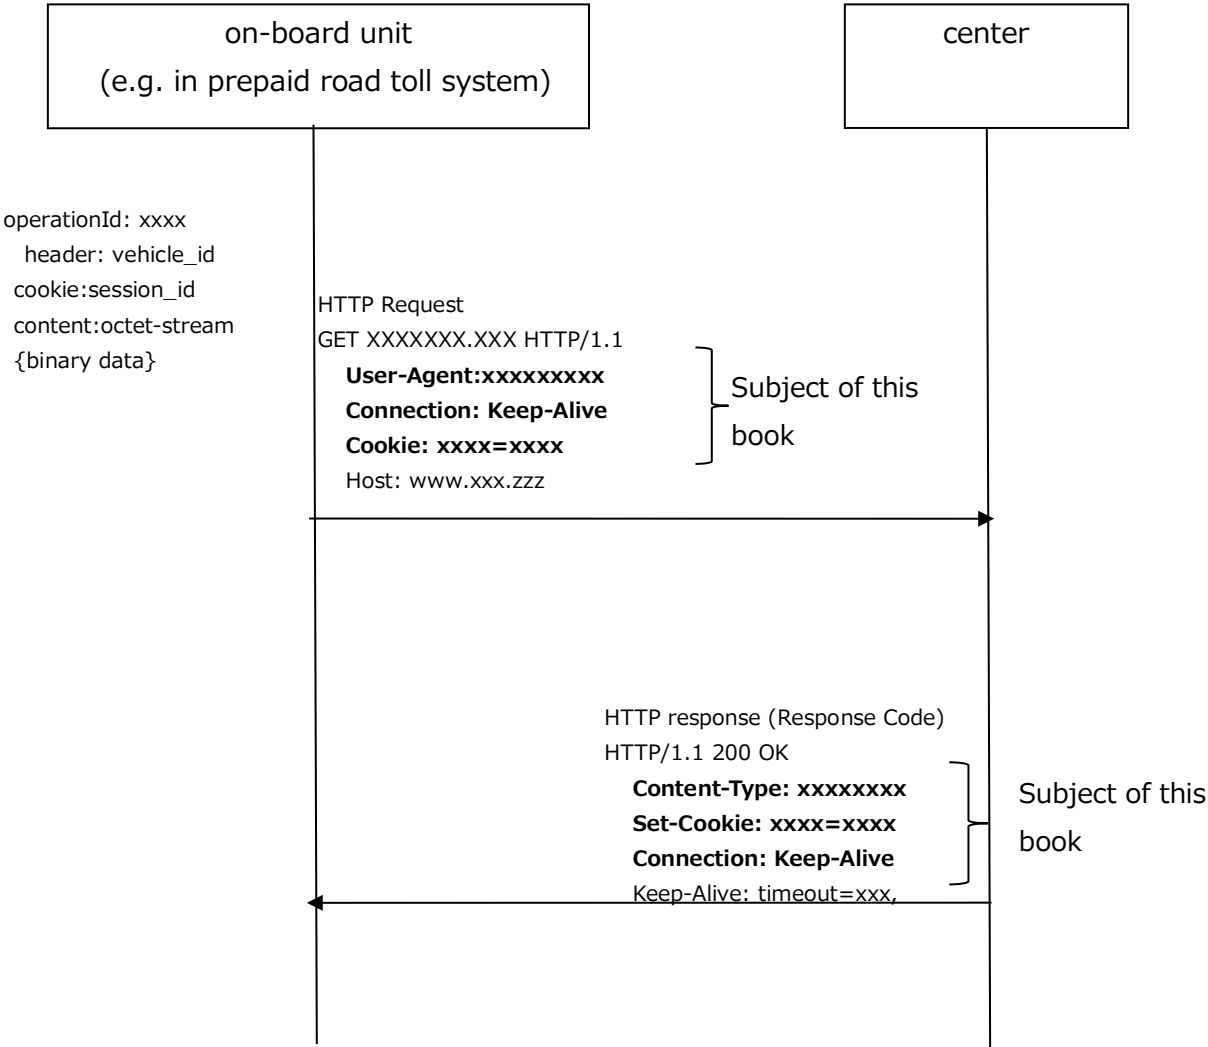 on-board unit
(e.g. in prepaid road toll system)
center
operationId: xxxx
header: vehicle_id
cookie:session_id
content:octet-stream
{binary data}
HTTP Request
GET XXXXXXX.XXX HTTP/1.1
User-Agent:xxxxxxxxx
Connection: Keep-Alive
Cookie: xxxx=xxxx
Host: www.xxx.zzz
Subject of this
book
HTTP response (Response Code)
HTTP/1.1 200 OK
Content-Type: xxxxxxxx
Set-Cookie: xxxx=xxxx
Connection: Keep-Alive
Keep-Alive: timeout=xxx,
Subject of this
book